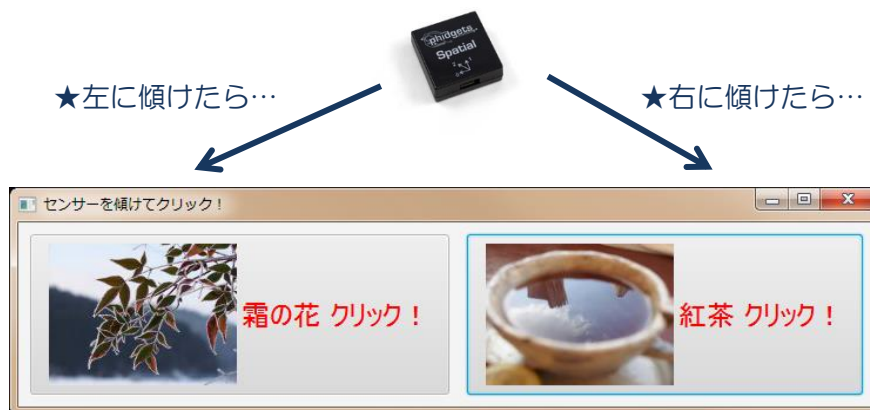 phidgets
Spatial
★左に傾けたら…
★右に傾けたら…
センサーを傾けてクリック！
霜の花 クリック！
紅茶 クリック！